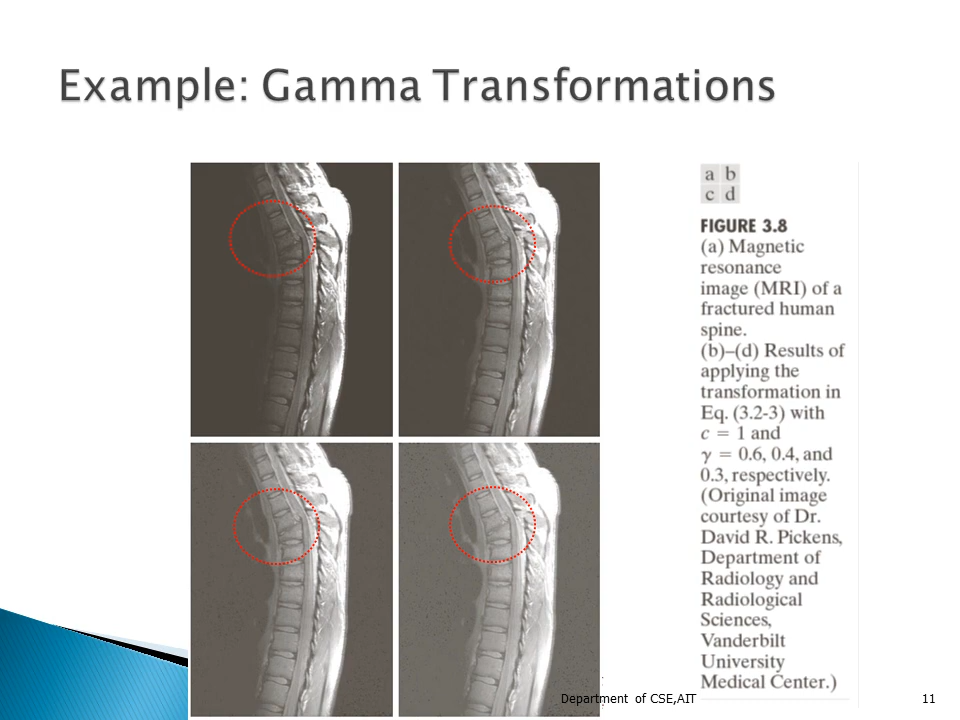 Example: Gamma Transformations
a b
c d
FIGURE 3.8
(a) Magnetic
resonance
image (MRI) of a
fractured human
spine.
(b)–(d) Results of
applying the
transformation in
Eq. (3.2-3) with
c = 1 and
γ = 0.6, 0.4, and
0.3, respectively.
(Original image
courtesy of Dr.
David R. Pickens,
Department of
Radiology and
Radiological
Sciences,
Vanderbilt
University
Medical Center.)
Department of CSE,AIT
11